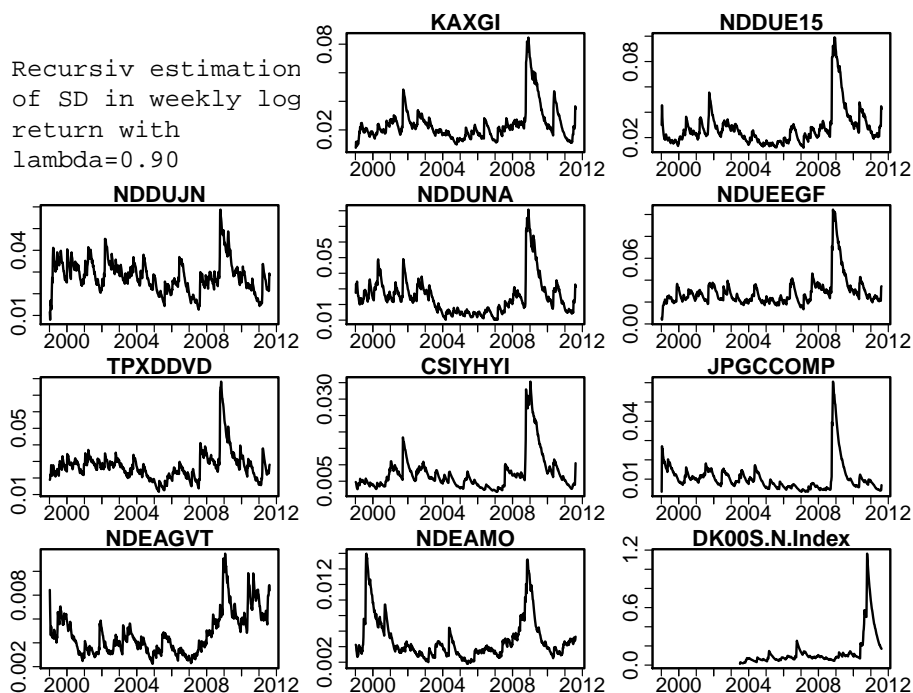 KAXGI
NDDUE15
Recursiv estimation
of SD in weekly log
return with
lambda=0.90
0.02 0.08
2000 2004 2008 2012
0.02 0.08
2000 2004 2008 2012
NDDUJN
NDDUNA
NDUEEGF
0.01 0.04
2000 2004 2008 2012
0.01 0.05
2000 2004 2008 2012
0.00 0.06
2000 2004 2008 2012
TPXDDVD
CSIYHYI
JPGCCOMP
0.01 0.05
2000 2004 2008 2012
0.005 0.030
2000 2004 2008 2012
0.01 0.04
2000 2004 2008 2012
NDEAGVT
NDEAMO
DK00S.N.Index
0.002 0.008
2000 2004 2008 2012
0.002 0.012
2000 2004 2008 2012
0.0 0.6 1.2
2000 2004 2008 2012